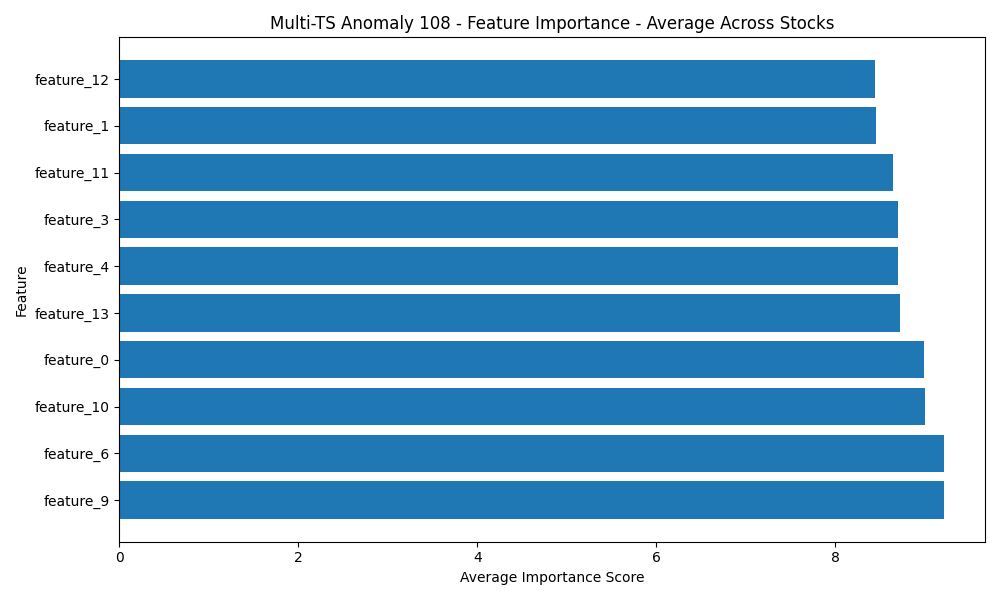 Multi-TS Anomaly 108 - Feature Importance - Average Across Stocks
Feature
feature_12
feature_1
feature_11
feature_3
feature_4
feature_13
feature_0
feature_10
feature_6
feature_9
0 2 4 6 8
Average Importance Score